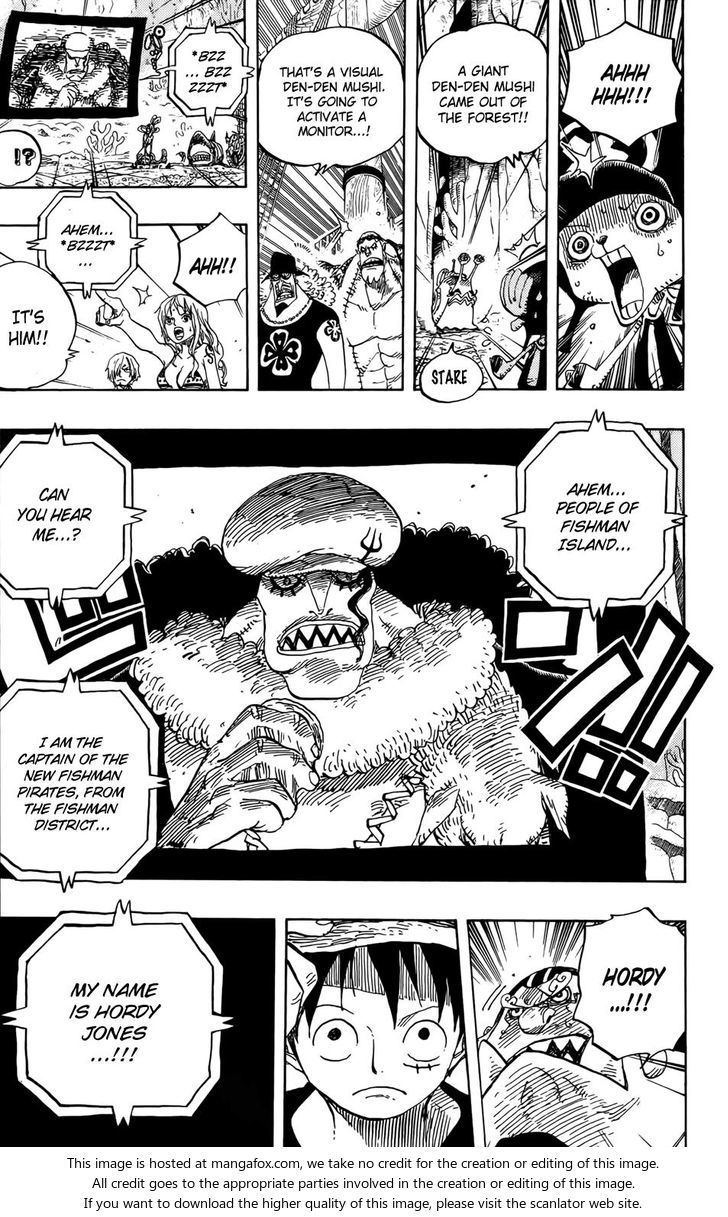 AHHH
HHH!!!
A GIANT
DEN-DEN MUSHI
CAME OUT OF
THE FOREST!!
STARE
THAT'S A VISUAL
DEN-DEN MUSHI.
IT'S GOING TO
ACTIVATE A
MONITOR...!
*BZZ
... BZZ
ZZZT*
!?
AHH!!
AHEM...
*BZZZT*
...
IT'S
HIM!!
AHEM...
PEOPLE OF
FISHMAN
ISLAND...
CAN
YOU HEAR
ME...?
I AM THE
CAPTAIN OF THE
NEW FISHMAN
PIRATES, FROM
THE FISHMAN
DISTRICT...
HORDY
...!!!
MY NAME
IS HORDY
JONES
...!!!
This image is hosted at mangafox.com, we take no credit for the creation or editing of this image.
All credit goes to the appropriate parties involved in the creation or editing of this image.
If you want to download the higher quality of this image, please visit the scanlator web site.